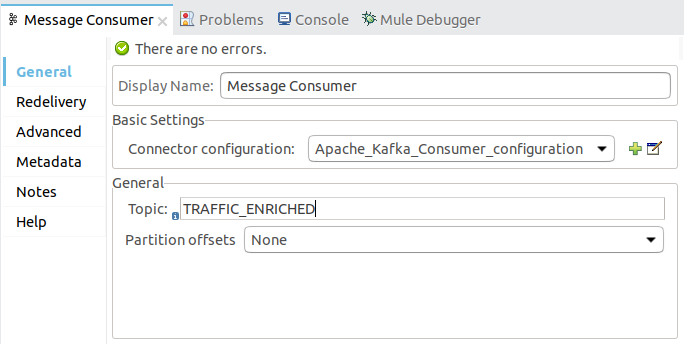 Message Consumer Problems Console Mule Debugger
There are no errors.
General
Redelivery
Advanced
Metadata
Notes
Help
Display Name: Message Consumer
Basic Settings
Connector configuration: Apache_Kafka_Consumer_configuration
General
Topic: TRAFFIC_ENRICHED
Partition offsets None